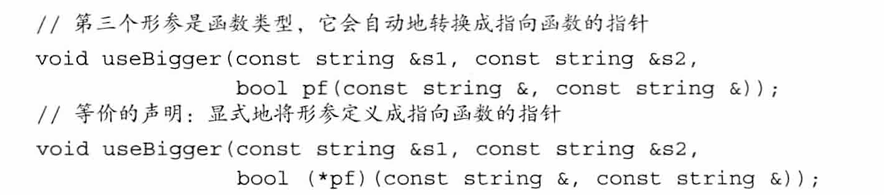 // 第三个形参是函数类型，它会自动地转换成指向函数的指针
void useBigger(const string &s1, const string &s2,
bool pf(const string &, const string &));
// 等价的声明：显式地将形参定义成指向函数的指针
void useBigger(const string &s1, const string &s2,
bool (*pf)(const string &, const string &));